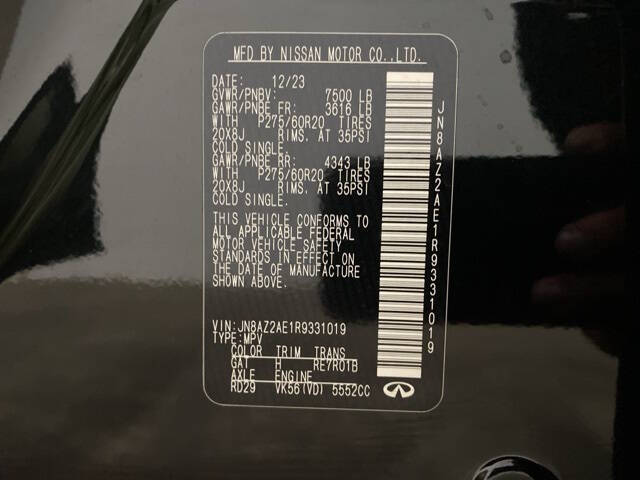 MFD BY NISSAN MOTOR CO.,LTD.
DATE: 12/23
GVWR/PNBV: 7500 LB
GAWR/PNBE FR: 3616 LB
WITH P275/60R20 TIRES
20X8J RIMS. AT 35PSI
COLD SINGLE.
GAWR/PNBE RR: 4343 LB
WITH P275/60R20 TIRES
20X8J RIMS. AT 35PSI
COLD SINGLE.
THIS VEHICLE CONFORMS TO
ALL APPLICABLE FEDERAL
MOTOR VEHICLE SAFETY
STANDARDS IN EFFECT ON
THE DATE OF MANUFACTURE
SHOWN ABOVE.
VIN:JN8AZ2AE1R9331019
TYPE:MPV
COLOR TRIM TRANS
GAT H RE7R01B
AXLE ENGINE
RD29 VK56(VD) 5552CC
JN8AZ2AE1R9331019